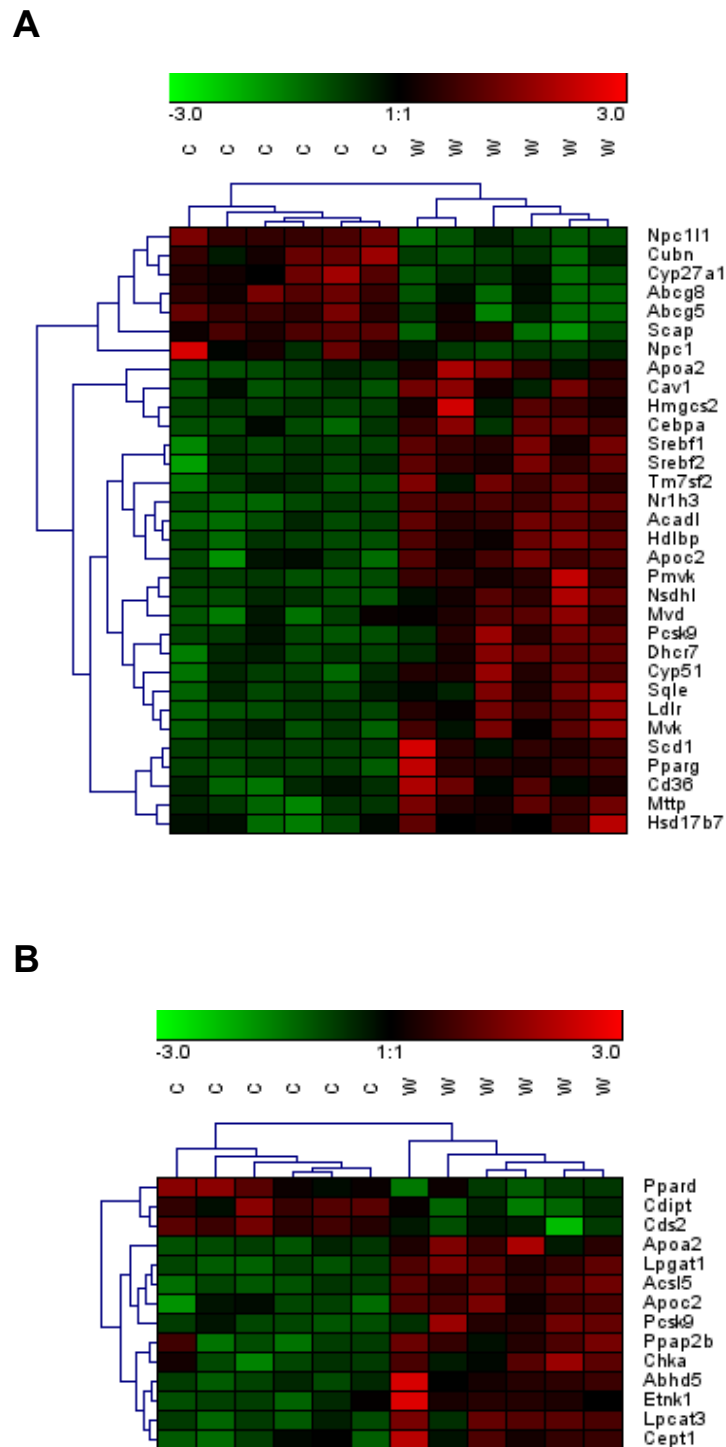 A
-3.0 1:1 3.0
C C C C C C W W W W W W
Npc1l1
Cubn
Cyp27a1
Abcg8
Abcg5
Scap
Npc1
Apoa2
Cav1
Hmgcs2
Cebpa
Srebf1
Srebf2
Tm7sf2
Nr1h3
Acadl
Hdlbp
Apoc2
Pmvk
Nsdhl
Mvd
Pcsk9
Dhcr7
Cyp51
Sqle
Ldlr
Mvk
Scd1
Pparg
Cd36
Mttp
Hsd17b7
B
-3.0 1:1 3.0
C C C C C C W W W W W W
Ppard
Cdipt
Cds2
Apoa2
Lpgat1
Acsl5
Apoc2
Pcsk9
Ppap2b
Chka
Abhd5
Etnk1
Lpcat3
Cept1